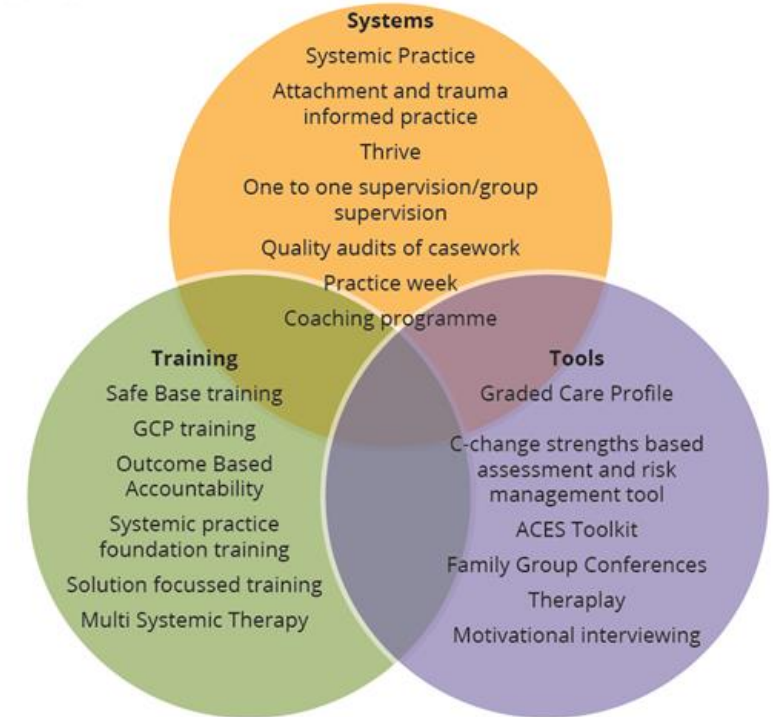 Systems
Systemic Practice
Attachment and trauma
informed practice
Thrive
One to one supervision/group
supervision
Quality audits of casework
Practice week
Coaching programme
Training
Safe Base training
GCP training
Outcome Based
Accountability
Systemic practice
foundation training
Solution focussed training
Multi Systemic Therapy
Tools
Graded Care Profile
C-change strengths based
assessment and risk
management tool
ACES Toolkit
Family Group Conferences
Theraplay
Motivational interviewing